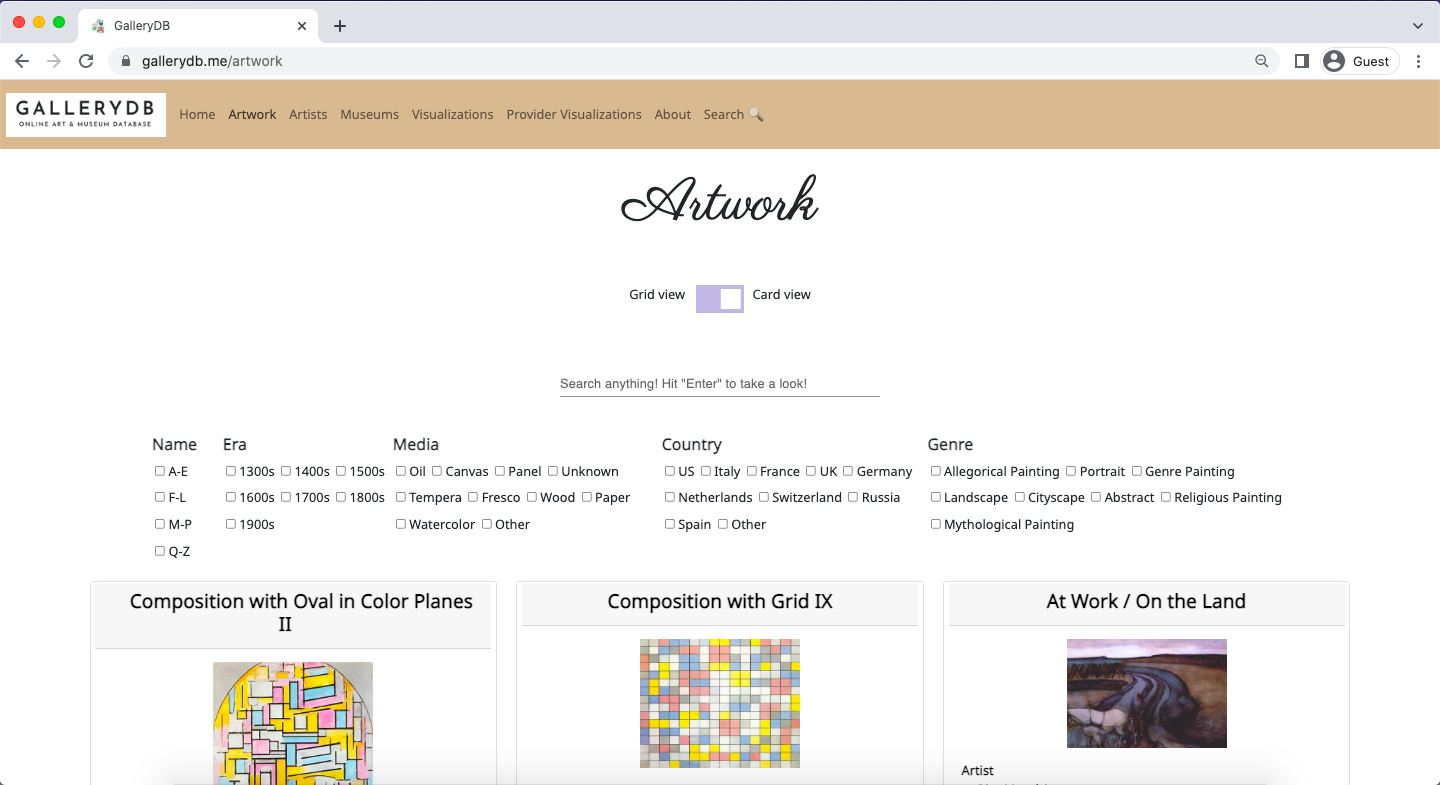 GalleryDB
gallerydb.me/artwork
Guest
GALLERYDB
ONLINE ART & MUSEUM DATABASE
Home Artwork Artists Museums Visualizations Provider Visualizations About Search
Artwork
Grid view Card view
Search anything! Hit "Enter" to take a look!
Name Era Media Country Genre
A-E 1300s 1400s 1500s Oil Canvas Panel Unknown US Italy France UK Germany Allegorical Painting Portrait Genre Painting
F-L 1600s 1700s 1800s Tempera Fresco Wood Paper Netherlands Switzerland Russia Landscape Cityscape Abstract Religious Painting
M-P 1900s Watercolor Other Spain Other Mythological Painting
Q-Z
Composition with Oval in Color Planes
II
Composition with Grid IX
At Work / On the Land
Artist